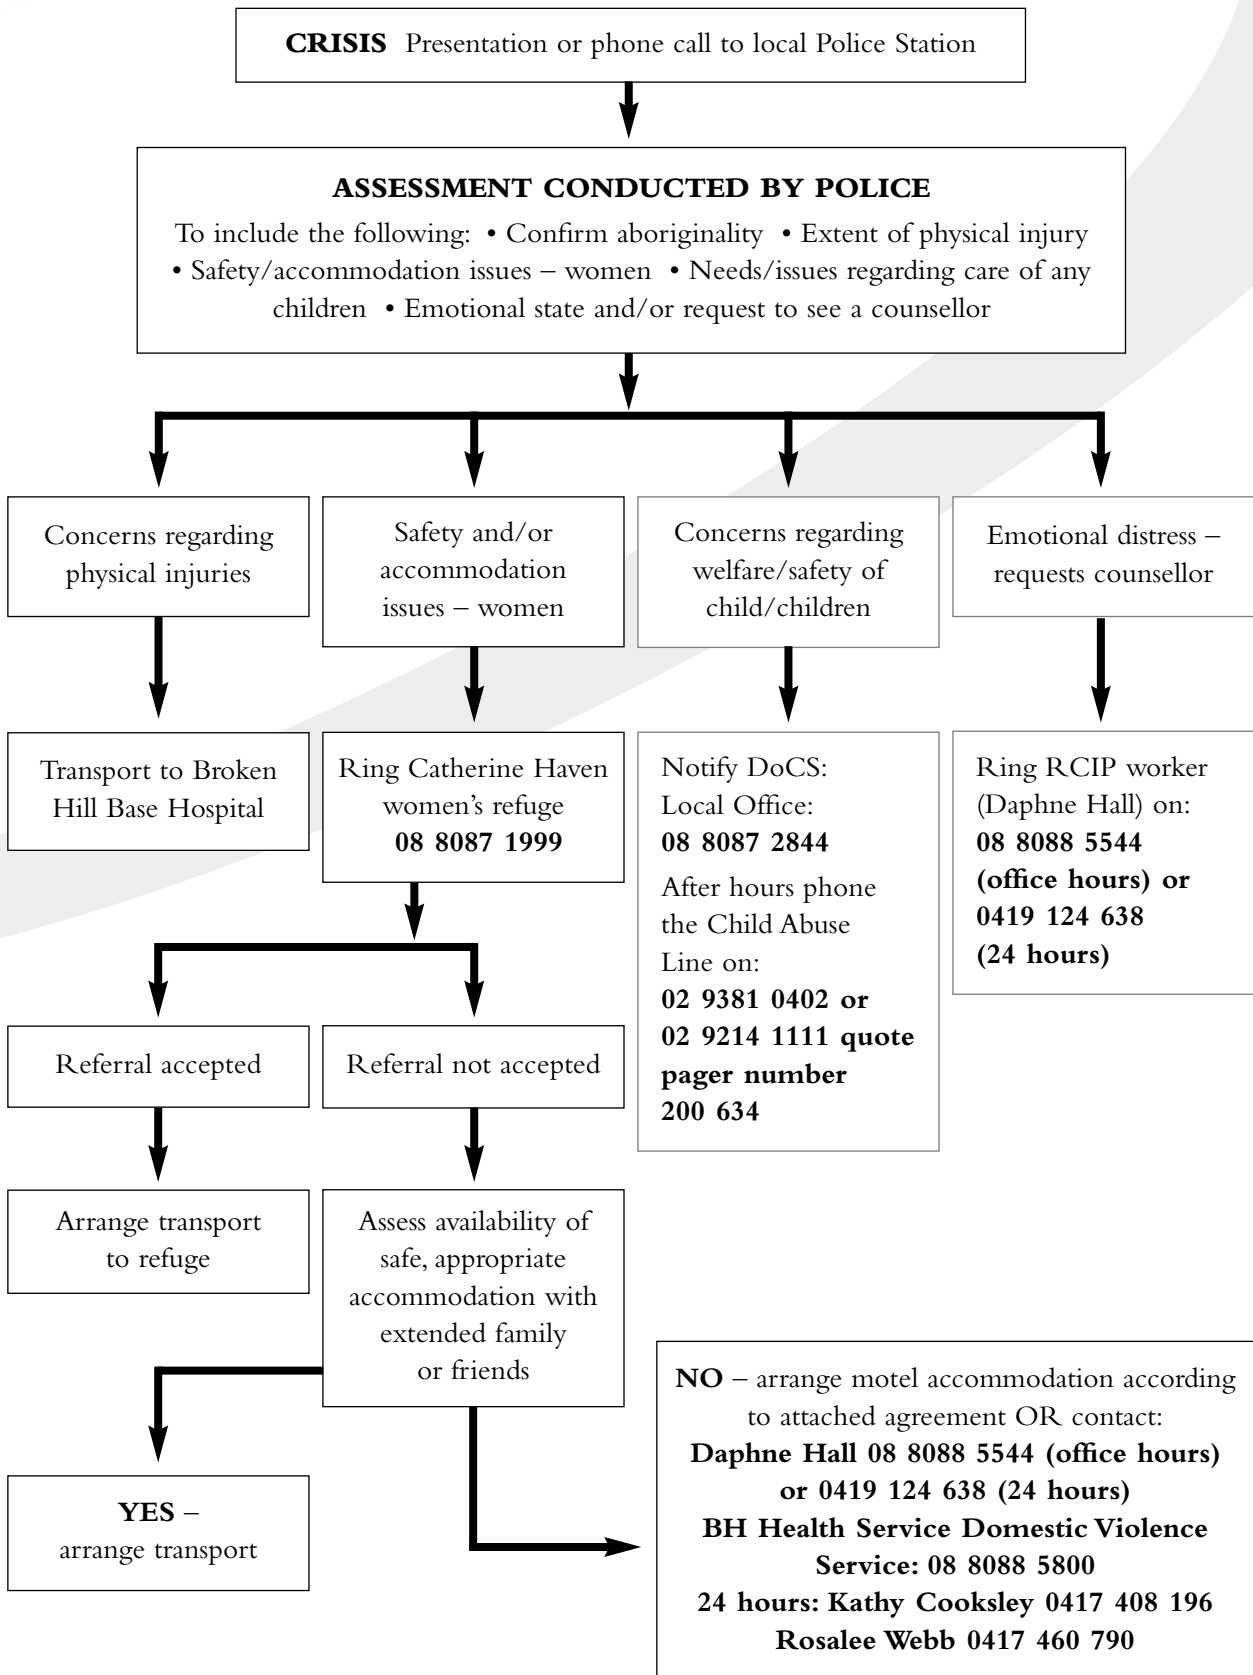 CRISIS Presentation or phone call to local Police Station
ASSESSMENT CONDUCTED BY POLICE
To include the following: • Confirm aboriginality • Extent of physical injury
• Safety/accommodation issues – women • Needs/issues regarding care of any
children • Emotional state and/or request to see a counsellor
Concerns regarding
physical injuries
Safety and/or
accommodation
issues – women
Concerns regarding
welfare/safety of
child/children
Emotional distress –
requests counsellor
Transport to Broken
Hill Base Hospital
Ring Catherine Haven
women’s refuge
08 8087 1999
Notify DoCS:
Local Office:
08 8087 2844
After hours phone
the Child Abuse
Line on:
02 9381 0402 or
02 9214 1111 quote
pager number
200 634
Ring RCIP worker
(Daphne Hall) on:
08 8088 5544
(office hours) or
0419 124 638
(24 hours)
Referral accepted
Referral not accepted
Arrange transport
to refuge
Assess availability of
safe, appropriate
accommodation with
extended family
or friends
YES –
arrange transport
NO – arrange motel accommodation according
to attached agreement OR contact:
Daphne Hall 08 8088 5544 (office hours)
or 0419 124 638 (24 hours)
BH Health Service Domestic Violence
Service: 08 8088 5800
24 hours: Kathy Cooksley 0417 408 196
Rosalee Webb 0417 460 790